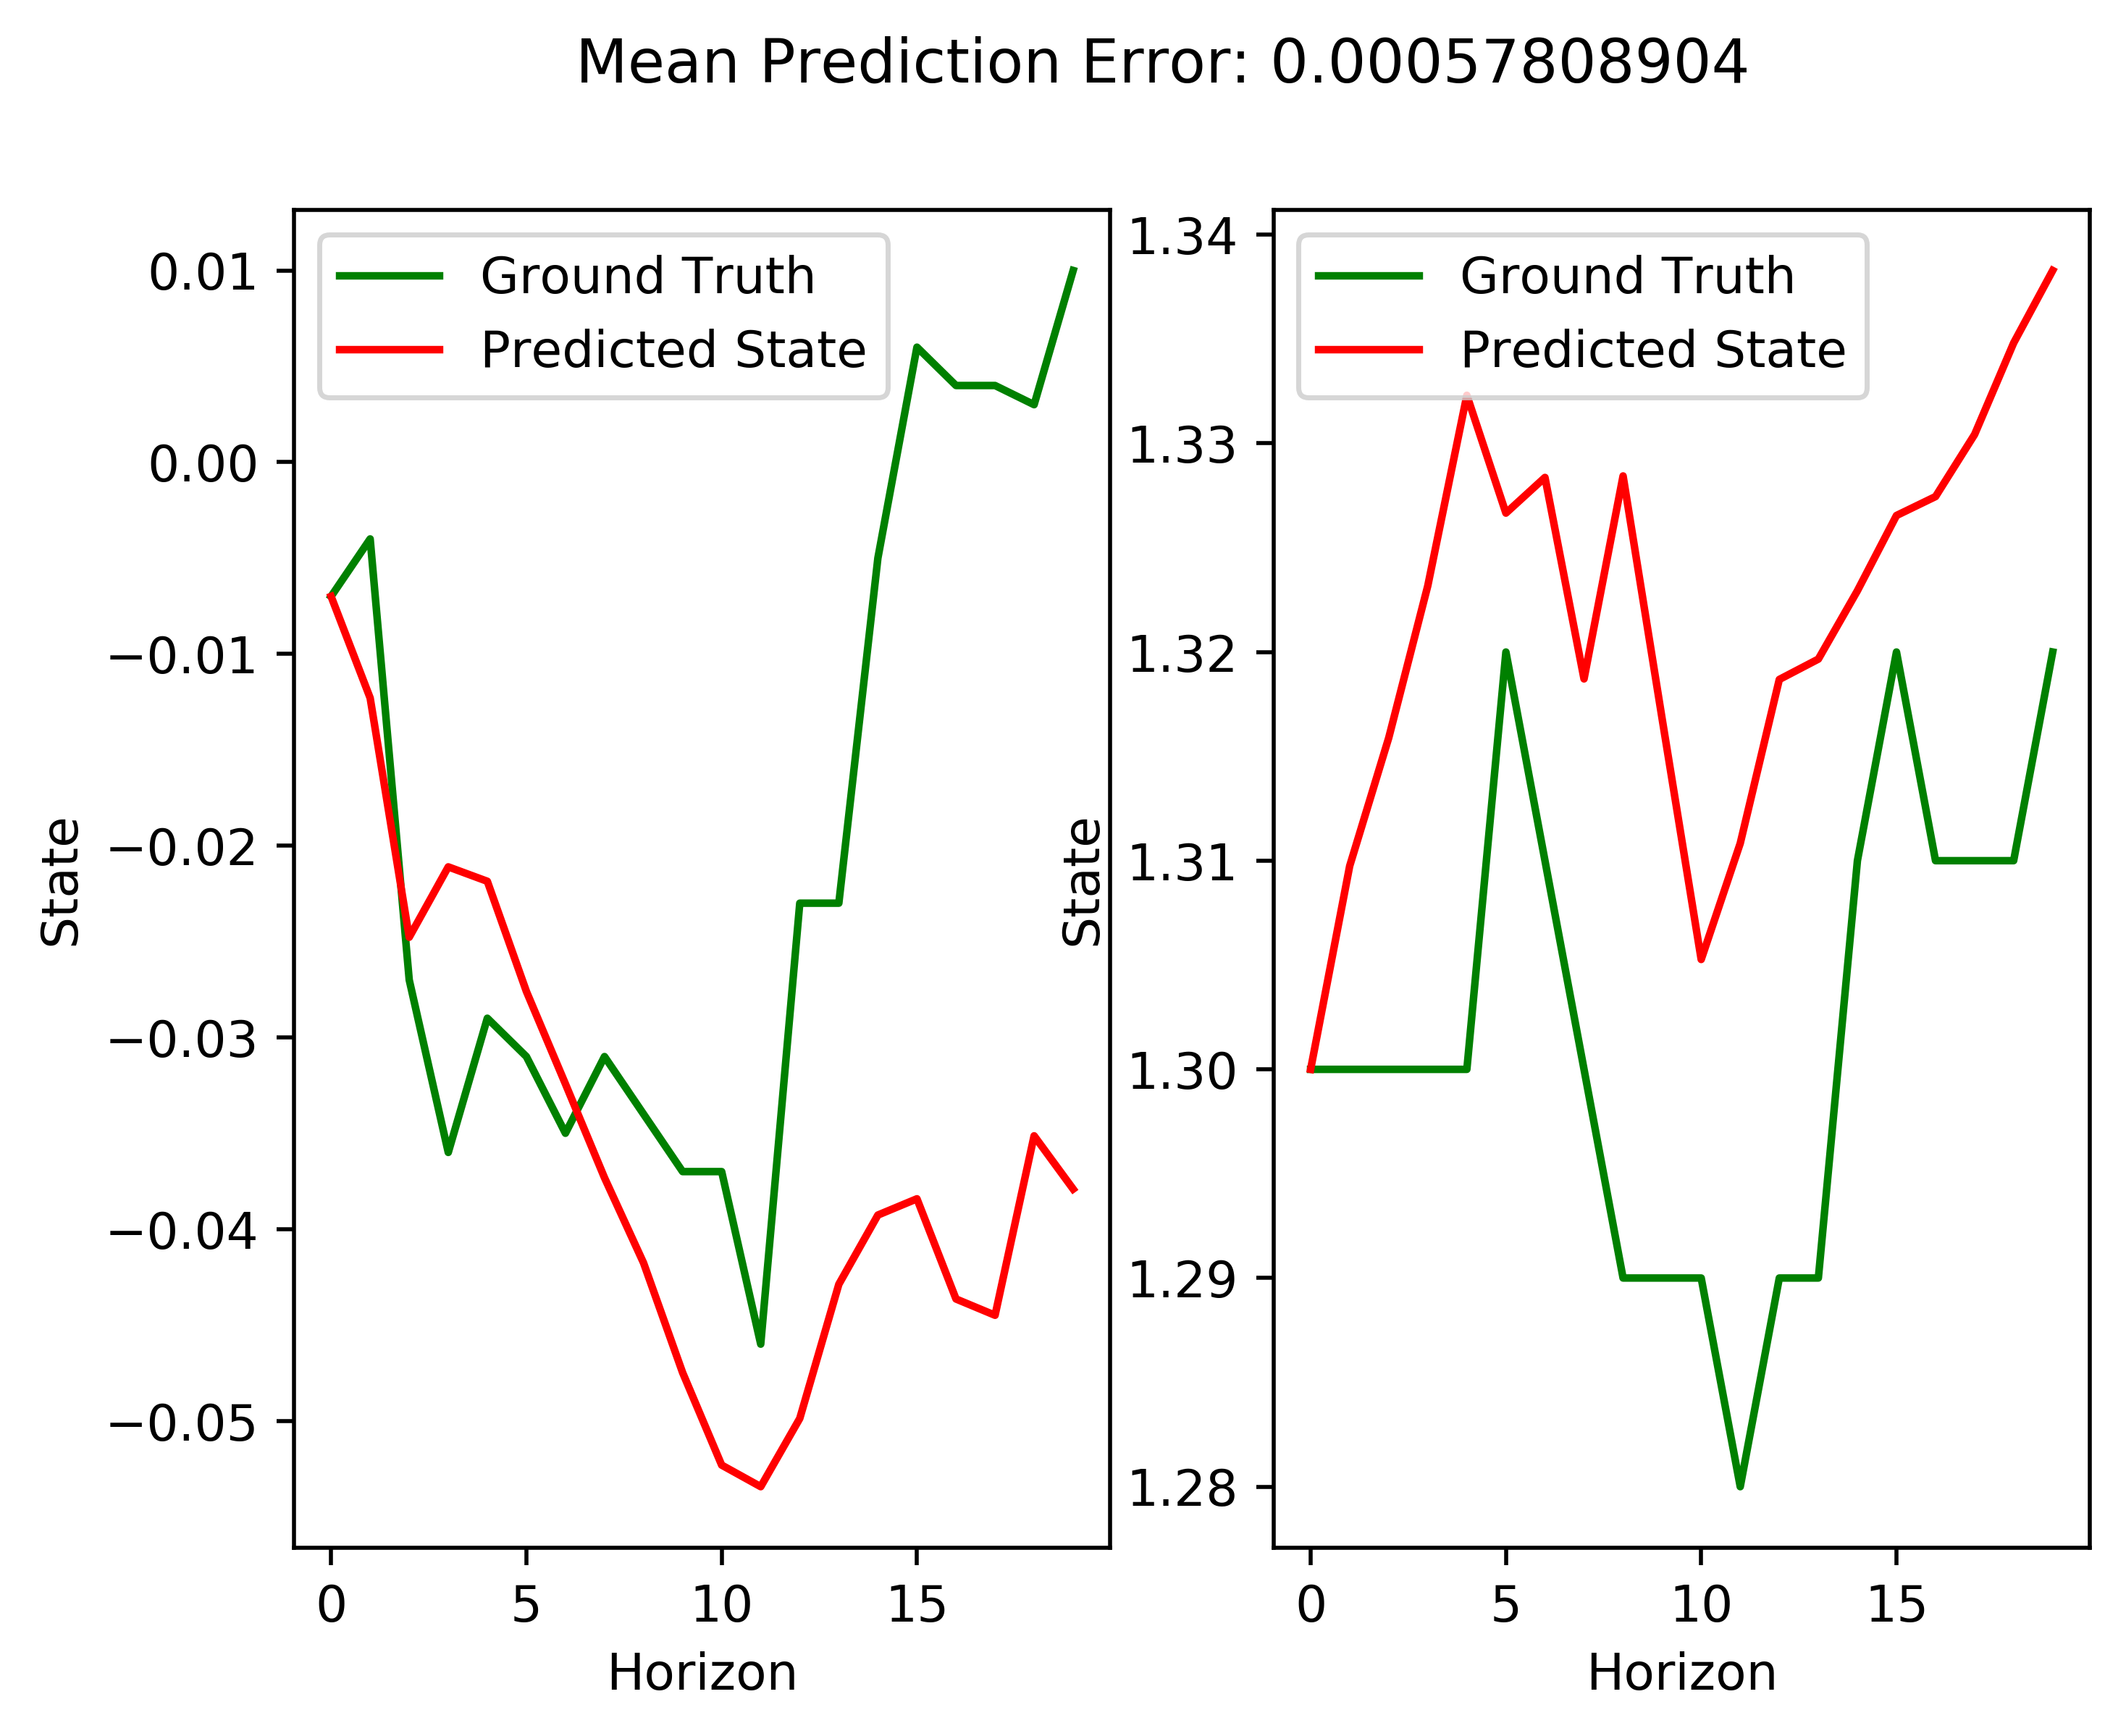 Mean Prediction Error: 0.00057808904
Ground Truth
Predicted State
0.01
0.00
−0.01
−0.02
−0.03
−0.04
−0.05
State
0
5
10
15
Horizon
Ground Truth
Predicted State
1.34
1.33
1.32
1.31
1.30
1.29
1.28
State
0
5
10
15
Horizon